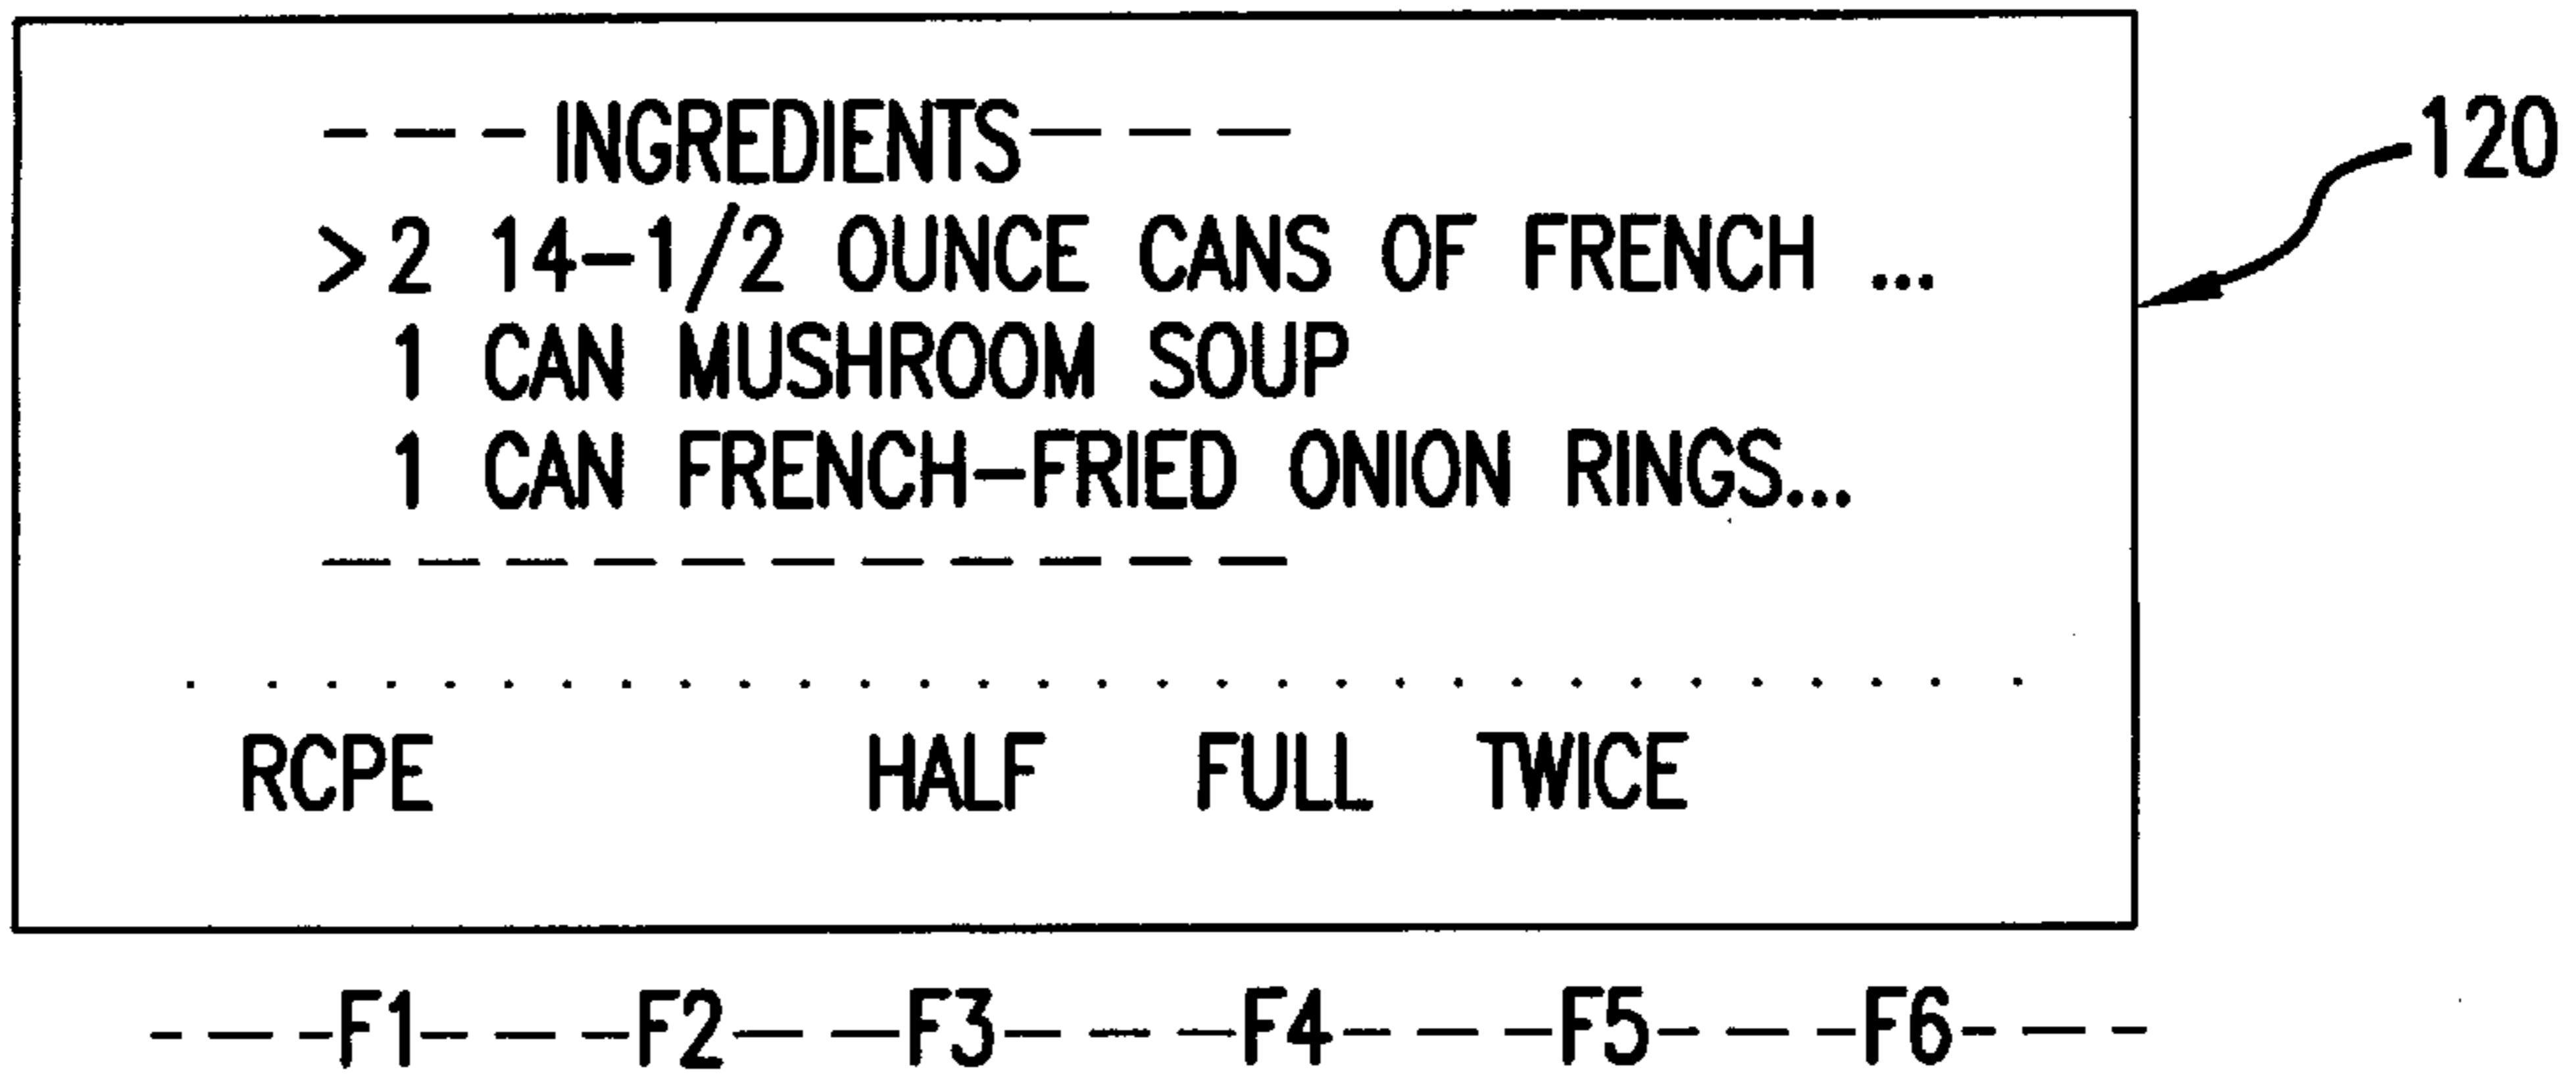 ---INGREDIENTS---
>2 14-1/2 OUNCE CANS OF FRENCH ...
1 CAN MUSHROOM SOUP
1 CAN FRENCH-FRIED ONION RINGS...
RCPE HALF FULL TWICE
---F1---F2---F3---F4---F5---F6---
120